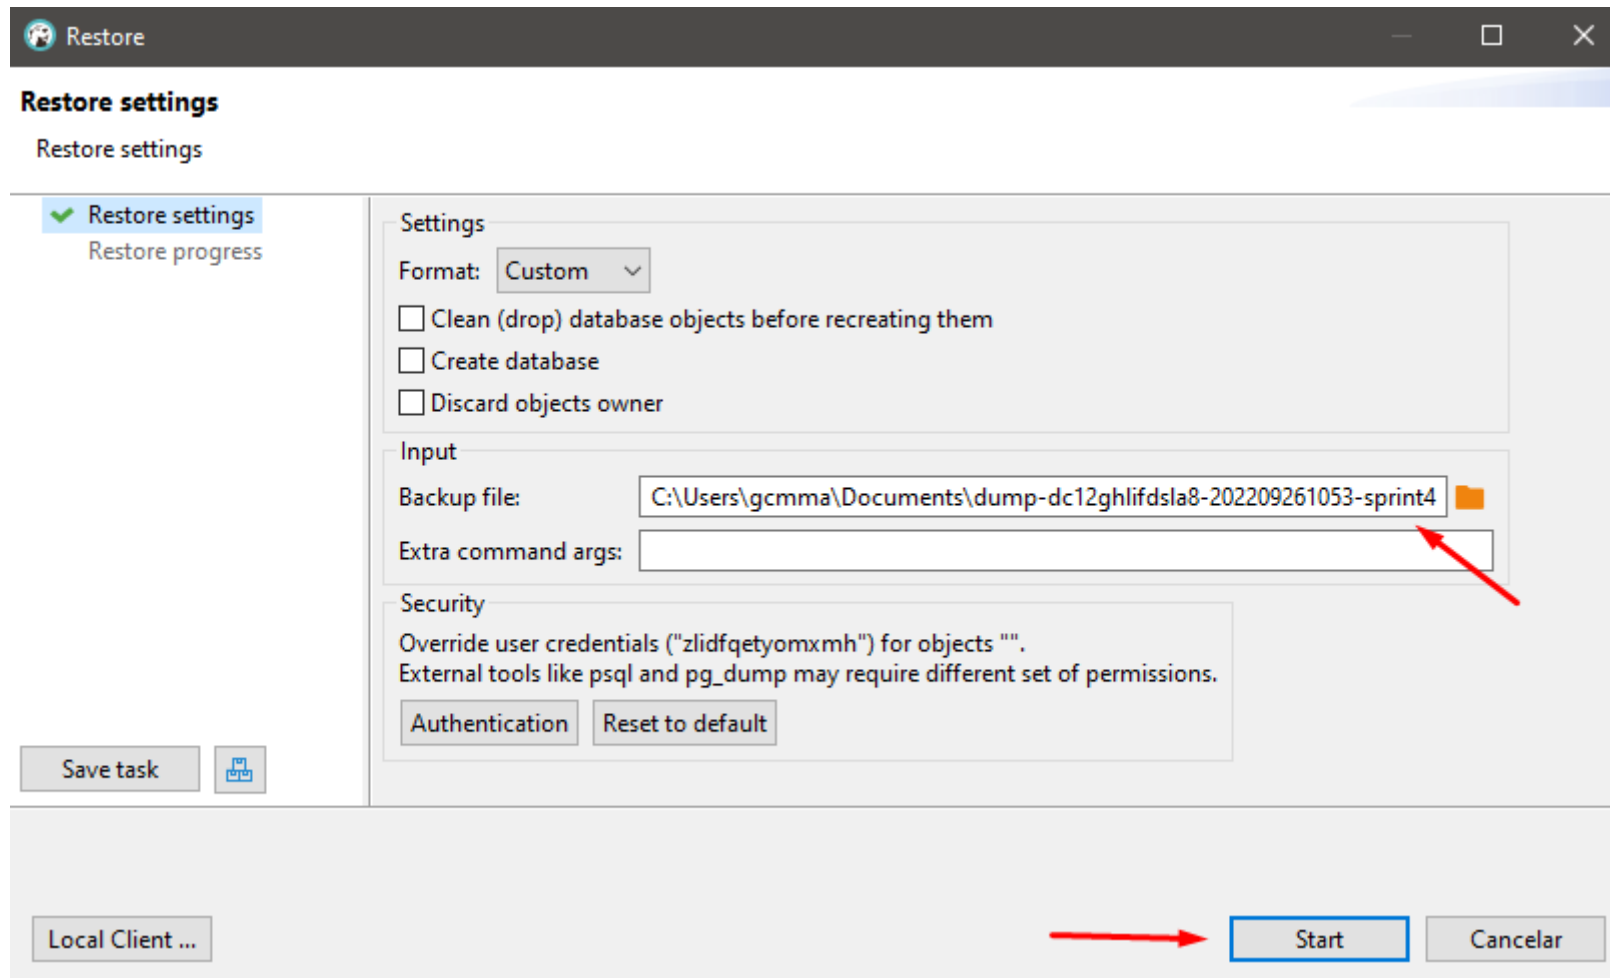 Restore
Restore settings
Restore settings
Restore settings
Restore progress
Settings
Format: Custom
Clean (drop) database objects before recreating them
Create database
Discard objects owner
Input
Backup file: C:\Users\gcmma\Documents\dump-dc12ghlifdsla8-202209261053-sprint4
Extra command args:
Security
Override user credentials ("zlidfqetyomxmh") for objects "".
External tools like psql and pg_dump may require different set of permissions.
Authentication Reset to default
Save task
Local Client ... Start Cancelar